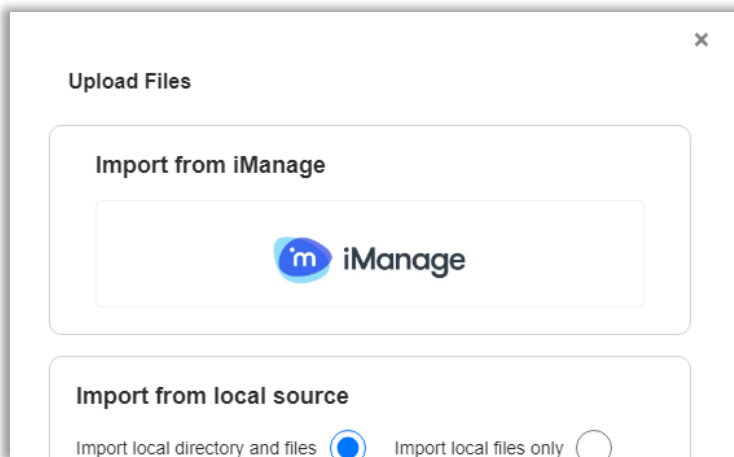 ×
Upload Files
Import from iManage
im iManage
Import from local source
Import local directory and files Import local files only